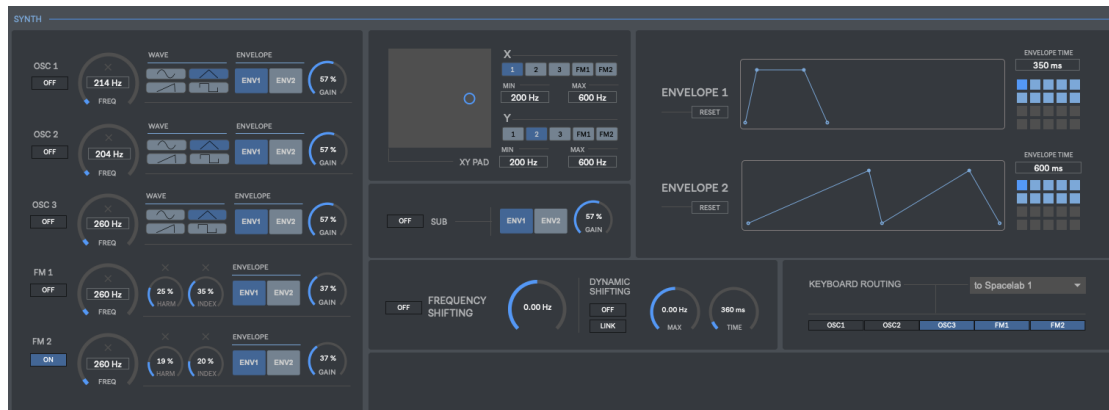 SYNTH
OSC 1
OFF
214 Hz
FREQ
WAVE
ENVELOPE
ENV1 ENV2
57 %
GAIN
OSC 2
OFF
204 Hz
FREQ
WAVE
ENVELOPE
ENV1 ENV2
57 %
GAIN
OSC 3
OFF
260 Hz
FREQ
WAVE
ENVELOPE
ENV1 ENV2
57 %
GAIN
FM 1
OFF
260 Hz
FREQ
25 %
HARM
35 %
INDEX
ENVELOPE
ENV1 ENV2
37 %
GAIN
FM 2
ON
260 Hz
FREQ
19 %
HARM
20 %
INDEX
ENVELOPE
ENV1 ENV2
37 %
GAIN
XY PAD
X
1 2 3 FM1 FM2
MIN MAX
200 Hz 600 Hz
Y
1 2 3 FM1 FM2
MIN MAX
200 Hz 600 Hz
OFF SUB
ENV1 ENV2
57 %
GAIN
ENVELOPE 1
RESET
ENVELOPE TIME
350 ms
ENVELOPE 2
RESET
ENVELOPE TIME
600 ms
OFF
FREQUENCY
SHIFTING
0.00 Hz
DYNAMIC
SHIFTING
OFF
LINK
0.00 Hz
MAX
360 ms
TIME
KEYBOARD ROUTING
to Spacelab 1
OSC1 OSC2 OSC3 FM1 FM2